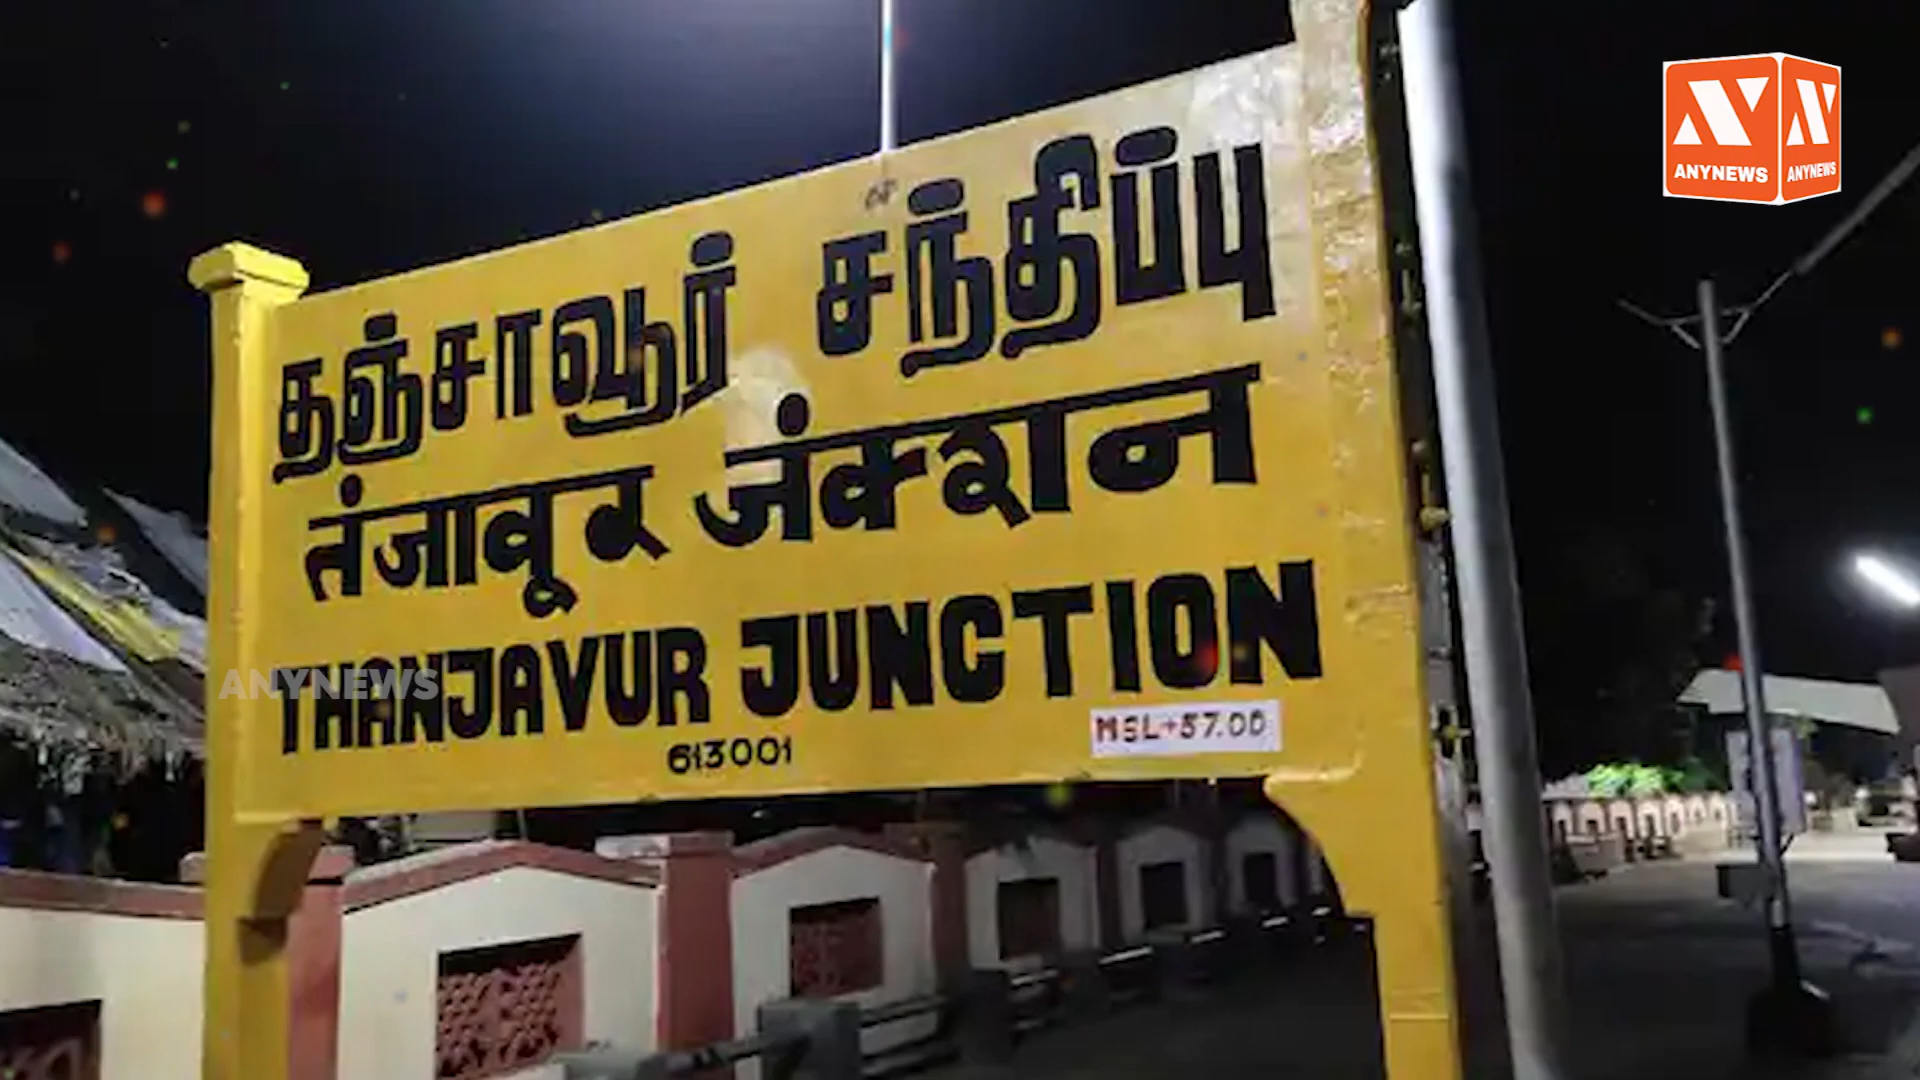 ANYNEWS ANYNEWS
தஞ்சாவூர் சந்திப்பு
तंजावूर जंक्शन
THANJAVUR JUNCTION
ANYNEWS
613001
MSL+57.00